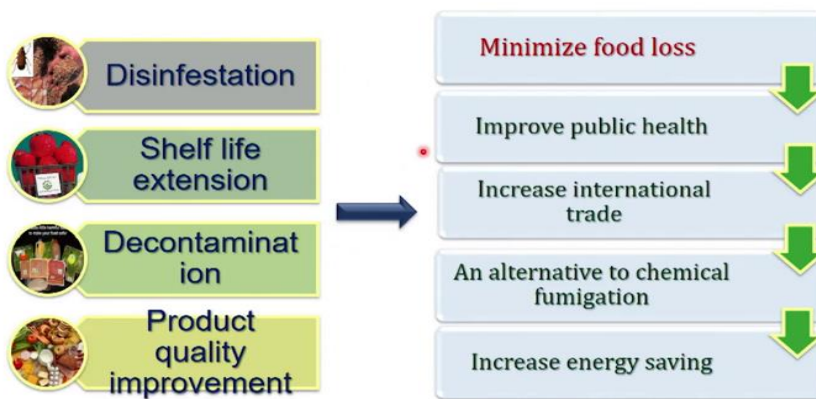 Disinfestation
Shelf life
extension
Decontaminat
ion
Product
quality
improvement
Minimize food loss
Improve public health
Increase international
trade
An alternative to chemical
fumigation
Increase energy saving